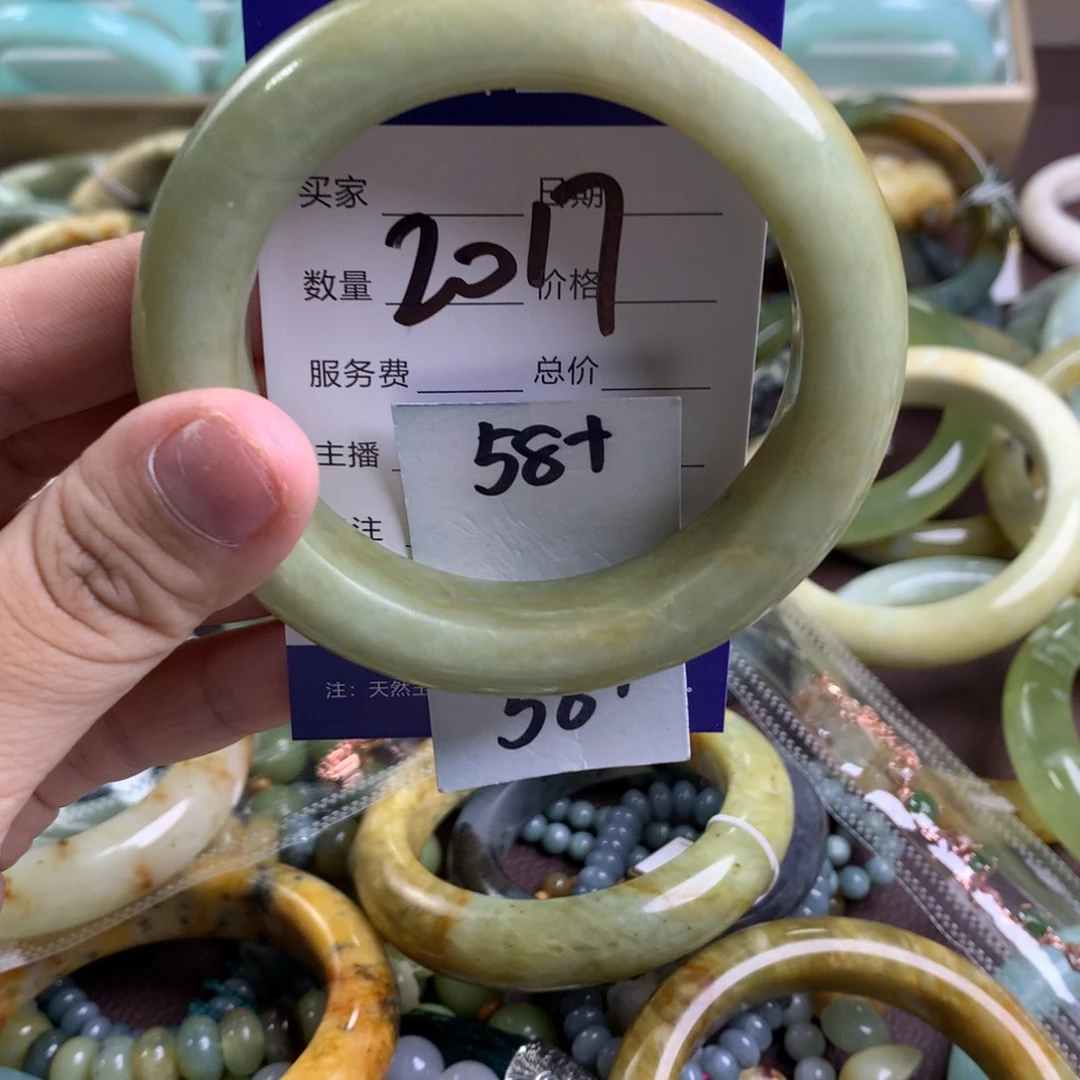 买家 日期
2017
数量 价格
服务费 总价
主播
58+
注
注：天然
58+